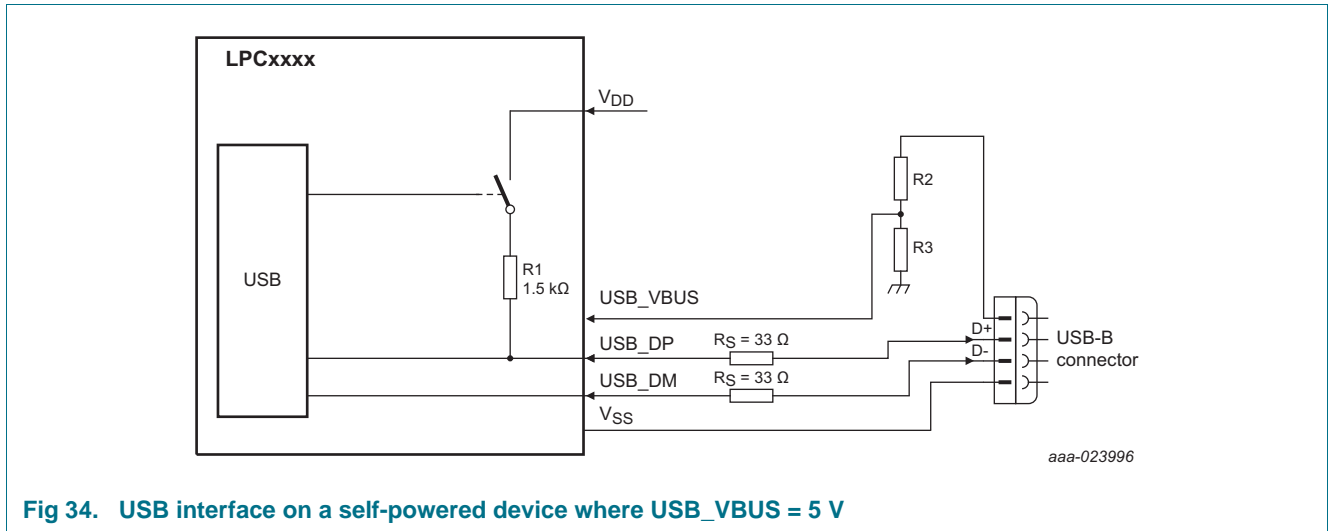 LPCxxxx
VDD
R2
R3
USB
R1
1.5 kΩ
USB_VBUS
USB_DP
RS = 33 Ω
D+
USB-B
connector
D-
USB_DM
RS = 33 Ω
VSS
aaa-023996
Fig 34. USB interface on a self-powered device where USB_VBUS = 5 V